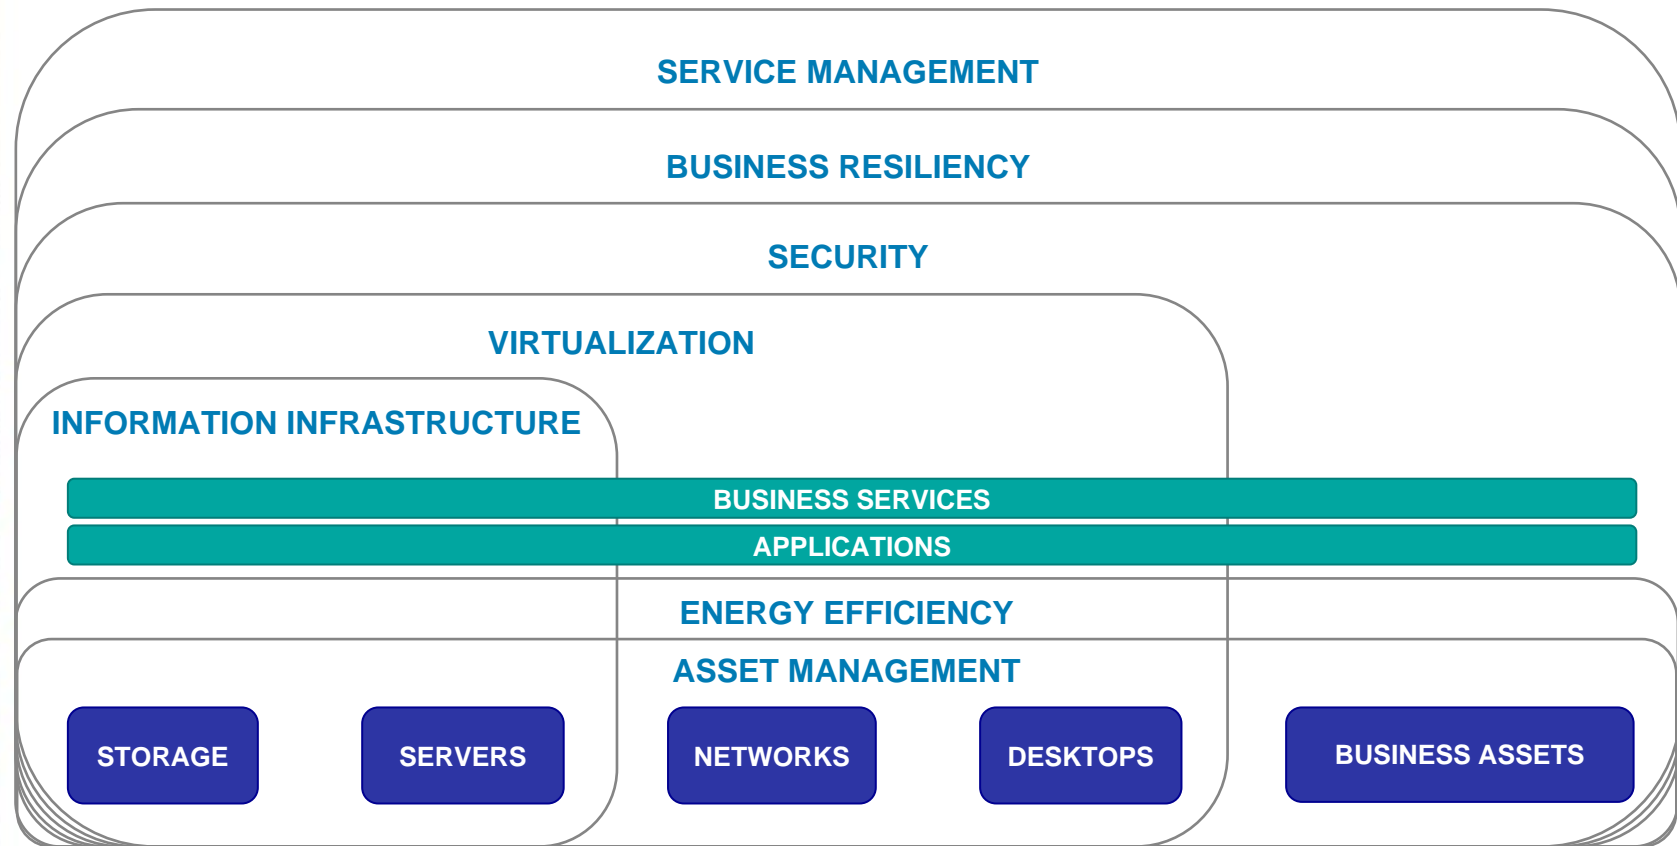 SERVICE MANAGEMENT
BUSINESS RESILIENCY
SECURITY
VIRTUALIZATION
INFORMATION INFRASTRUCTURE
BUSINESS SERVICES
APPLICATIONS
ENERGY EFFICIENCY
ASSET MANAGEMENT
STORAGE
SERVERS
NETWORKS
DESKTOPS
BUSINESS ASSETS